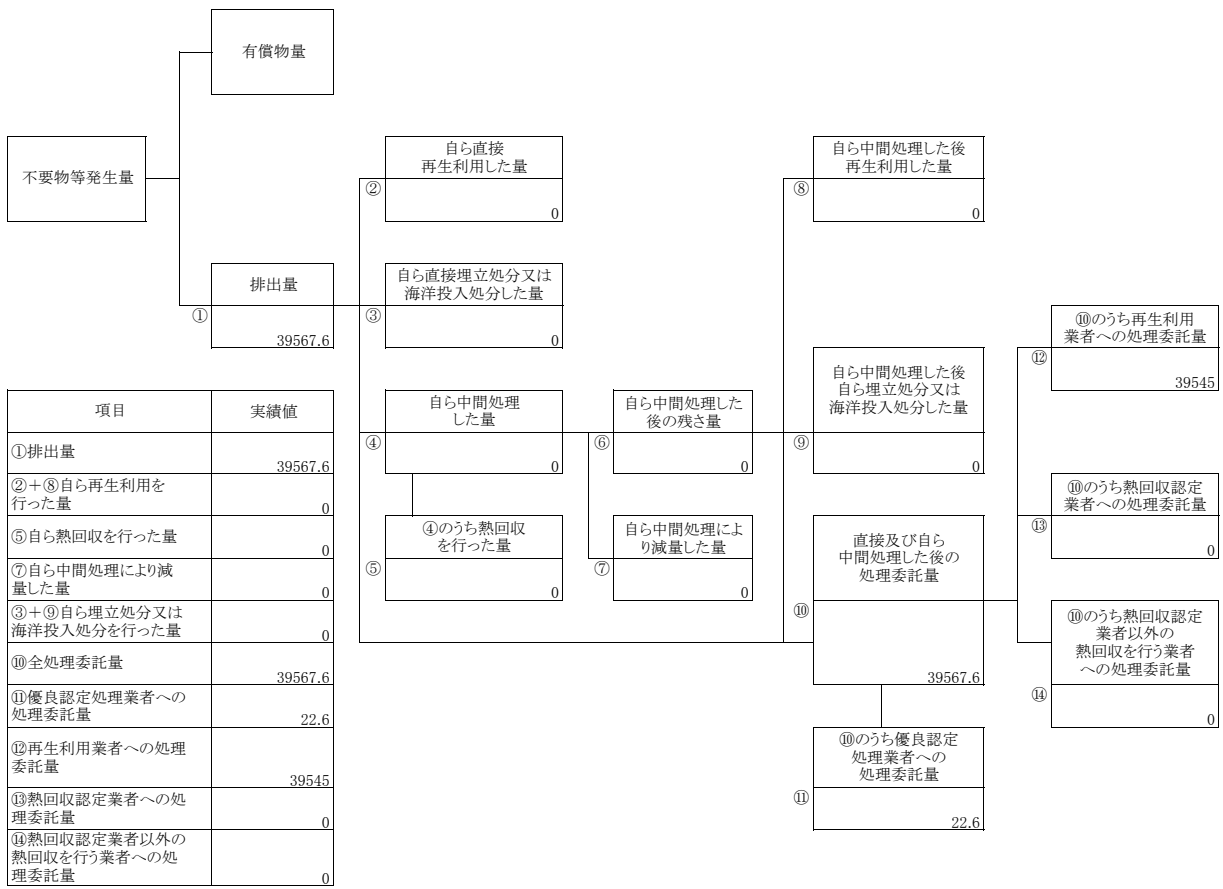 有償物量
不要物等発生量
排出量
①
39567.6
自ら直接
再生利用した量
②
0
自ら直接埋立処分又は
海洋投入処分した量
③
0
自ら中間処理
した量
④
0
④のうち熱回収
を行った量
⑤
0
自ら中間処理した
後の残さ量
⑥
0
自ら中間処理によ
り減量した量
⑦
0
自ら中間処理した後
再生利用した量
⑧
0
自ら中間処理した後
自ら埋立処分又は
海洋投入処分した量
⑨
0
直接及び自ら
中間処理した後の
処理委託量
⑩
39567.6
⑩のうち優良認定
処理業者への
処理委託量
⑪
22.6
⑩のうち再生利用
業者への処理委託量
⑫
39545
⑩のうち熱回収認定
業者への処理委託量
⑬
0
⑩のうち熱回収認定
業者以外の
熱回収を行う業者
への処理委託量
⑭
0
項目 実績値
①排出量
39567.6
②+⑧自ら再生利用を
行った量
0
⑤自ら熱回収を行った量
0
⑦自ら中間処理により減
量した量
0
③+⑨自ら埋立処分又は
海洋投入処分を行った量
0
⑩全処理委託量
39567.6
⑪優良認定処理業者への
処理委託量
22.6
⑫再生利用業者への処理
委託量
39545
⑬熱回収認定業者への処
理委託量
0
⑭熱回収認定業者以外の
熱回収を行う業者への処
理委託量
0